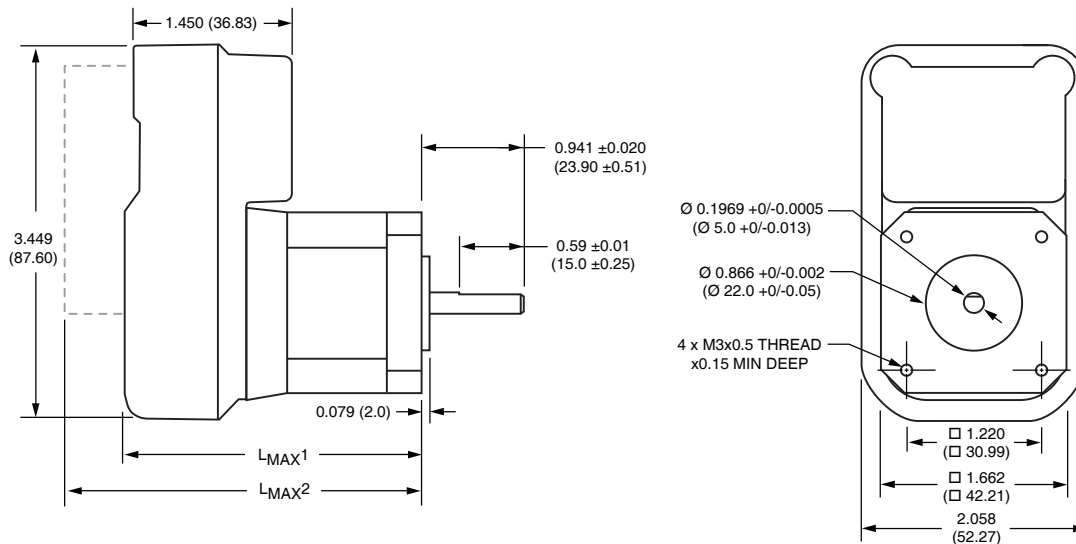 1.450 (36.83)
0.941 ±0.020
(23.90 ±0.51)
0.59 ±0.01
(15.0 ±0.25)
3.449
(87.60)
0.079 (2.0)
LMAX1
LMAX2
Ø 0.1969 +0/-0.0005
(Ø 5.0 +0/-0.013)
Ø 0.866 +0/-0.002
(Ø 22.0 +0/-0.05)
4 x M3x0.5 THREAD
x0.15 MIN DEEP
□ 1.220
(□ 30.99)
□ 1.662
(□ 42.21)
2.058
(52.27)